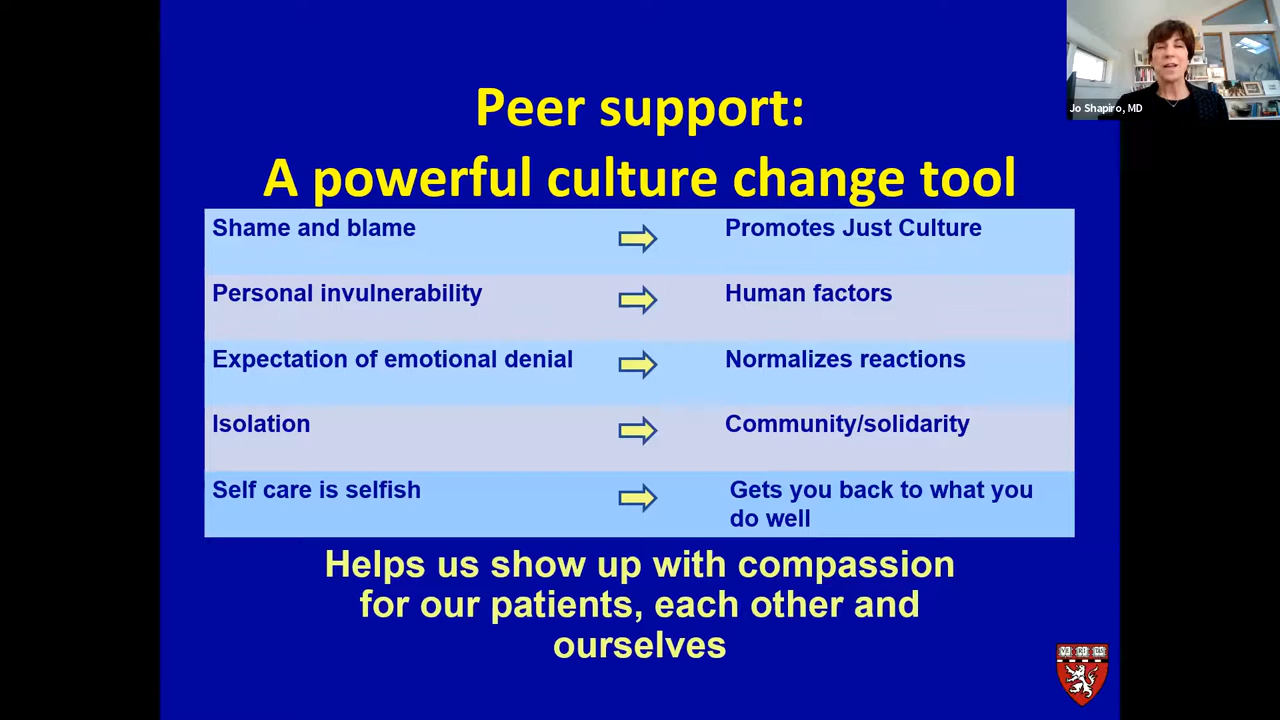 Peer support:
A powerful culture change tool
Shame and blame
Promotes Just Culture
Personal invulnerability
Human factors
Expectation of emotional denial
Normalizes reactions
Isolation
Community/solidarity
Self care is selfish
Gets you back to what you
do well
Helps us show up with compassion
for our patients, each other and
ourselves
Jo Shapiro, MD